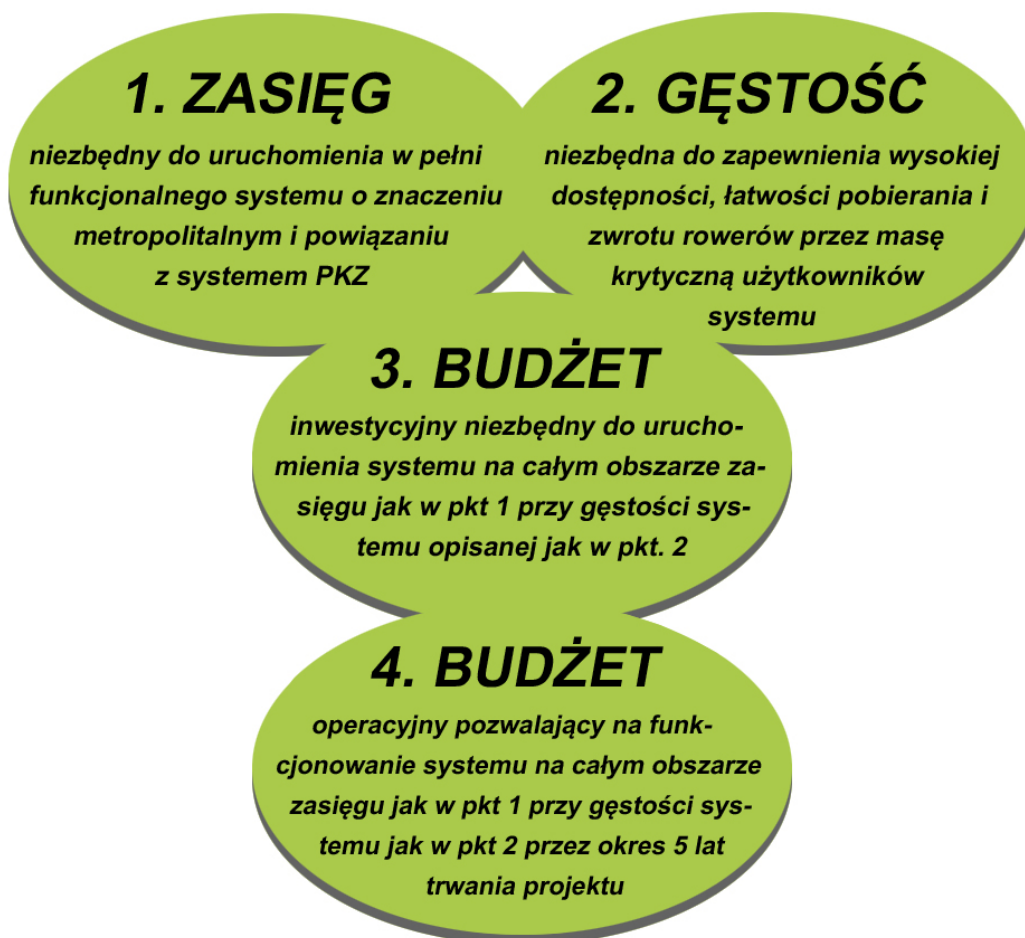 1. ZASIĘG
niezbędny do uruchomienia w pełni
funkcjonalnego systemu o znaczeniu
metropolitalnym i powiązaniu
z systemem PKZ
2. GĘSTOŚĆ
niezbędna do zapewnienia wysokiej
dostępności, łatwości pobierania i
zwrotu rowerów przez masę
krytyczną użytkowników
systemu
3. BUDŻET
inwestycyjny niezbędny do urucho-
mienia systemu na całym obszarze za-
sięgu jak w pkt 1 przy gęstości sys-
temu opisanej jak w pkt. 2
4. BUDŻET
operacyjny pozwalający na funk-
cjonowanie systemu na całym obszarze
zasięgu jak w pkt 1 przy gęstości sys-
temu jak w pkt 2 przez okres 5 lat
trwania projektu